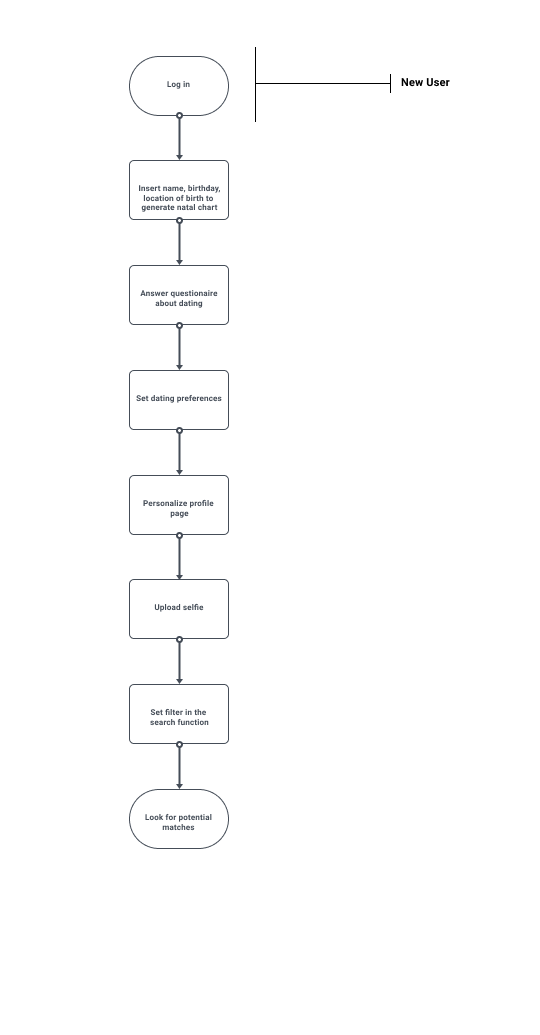 Log in
New User
Insert name, birthday,
location of birth to
generate natal chart
Answer questionaire
about dating
Set dating preferences
Personalize profile
page
Upload selfie
Set filter in the
search function
Look for potential
matches